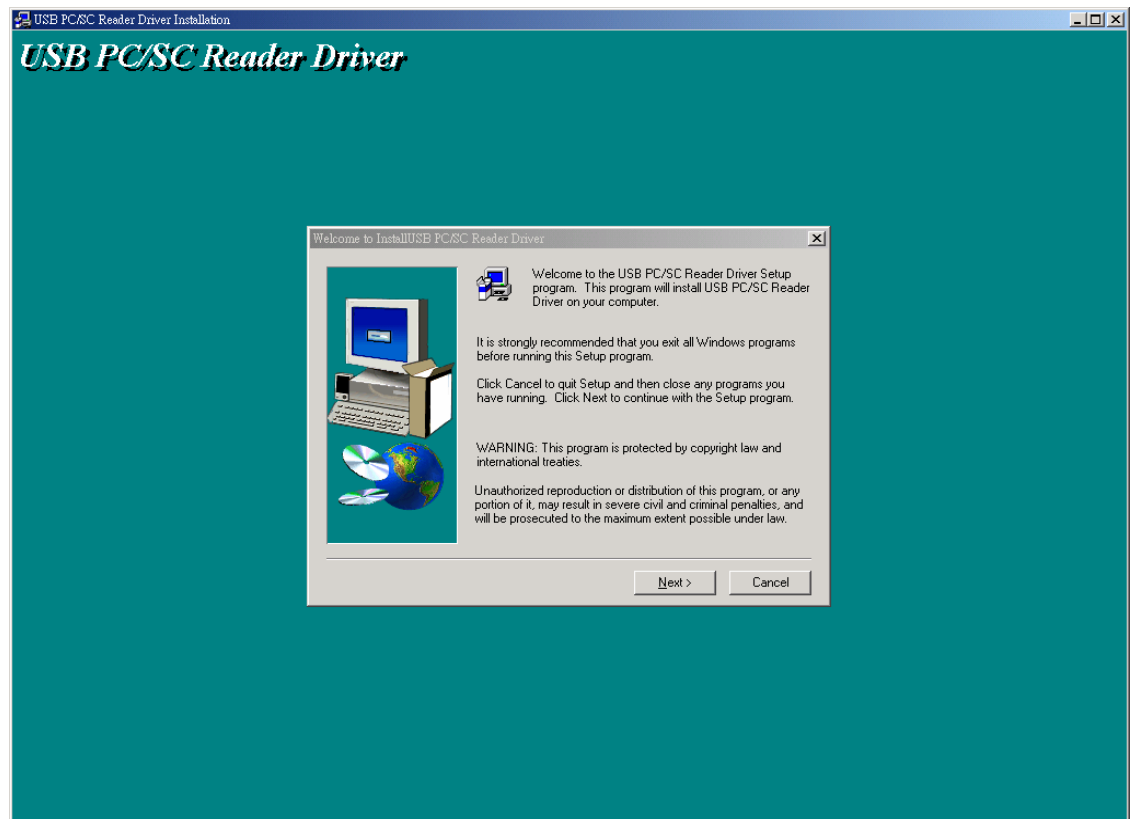 USB PC/SC Reader Driver Installation
USB PC/SC Reader Driver
Welcome to InstallUSB PC/SC Reader Driver
Welcome to the USB PC/SC Reader Driver Setup
program. This program will install USB PC/SC Reader
Driver on your computer.
It is strongly recommended that you exit all Windows programs
before running this Setup program.
Click Cancel to quit Setup and then close any programs you
have running. Click Next to continue with the Setup program.
WARNING: This program is protected by copyright law and
international treaties.
Unauthorized reproduction or distribution of this program, or any
portion of it, may result in severe civil and criminal penalties, and
will be prosecuted to the maximum extent possible under law.
Next >
Cancel